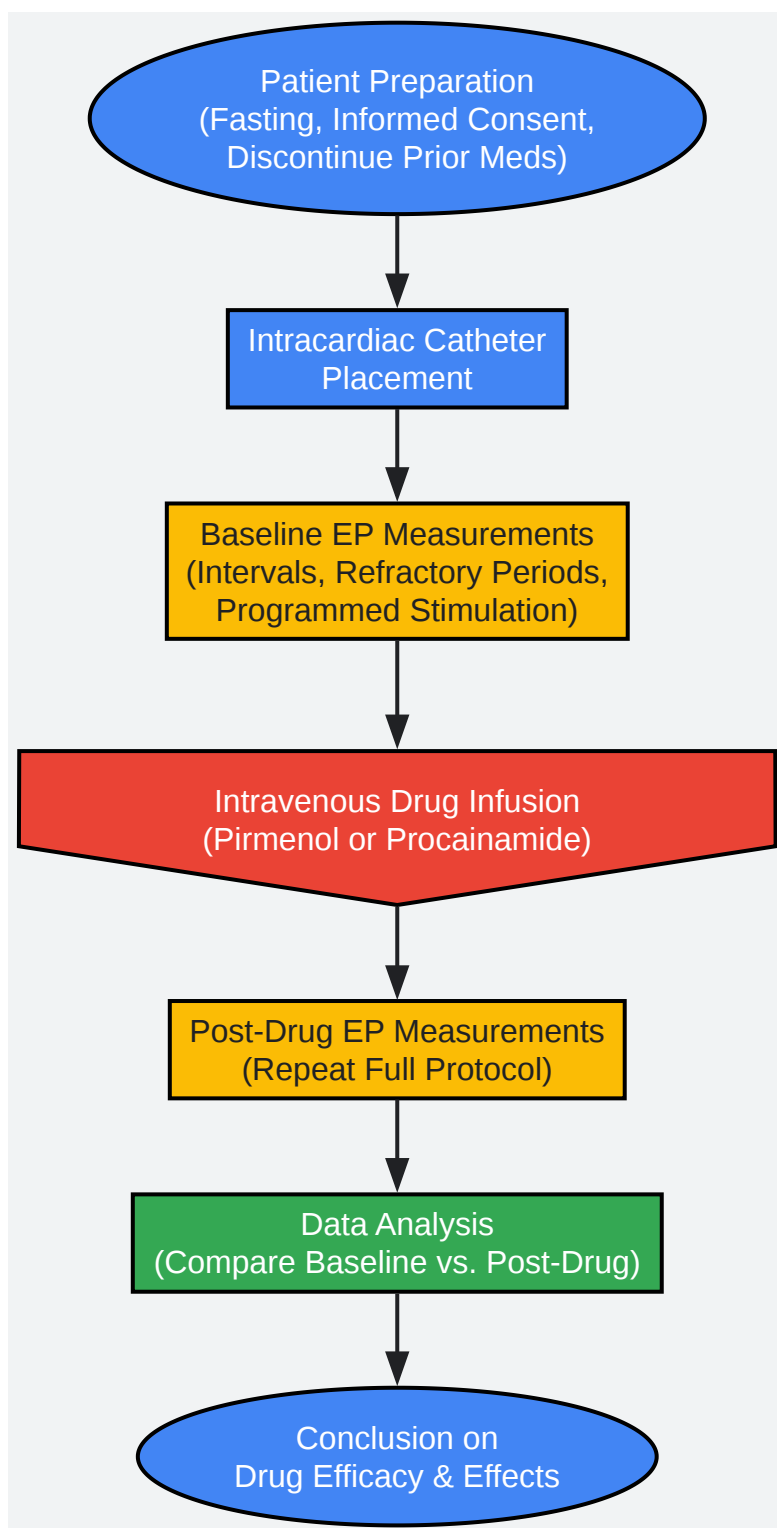 Patient Preparation
(Fasting, Informed Consent,
Discontinue Prior Meds)
Intracardiac Catheter
Placement
Baseline EP Measurements
(Intervals, Refractory Periods,
Programmed Stimulation)
Intravenous Drug Infusion
(Pirmenol or Procainamide)
Post-Drug EP Measurements
(Repeat Full Protocol)
Data Analysis
(Compare Baseline vs. Post-Drug)
Conclusion on
Drug Efficacy & Effects